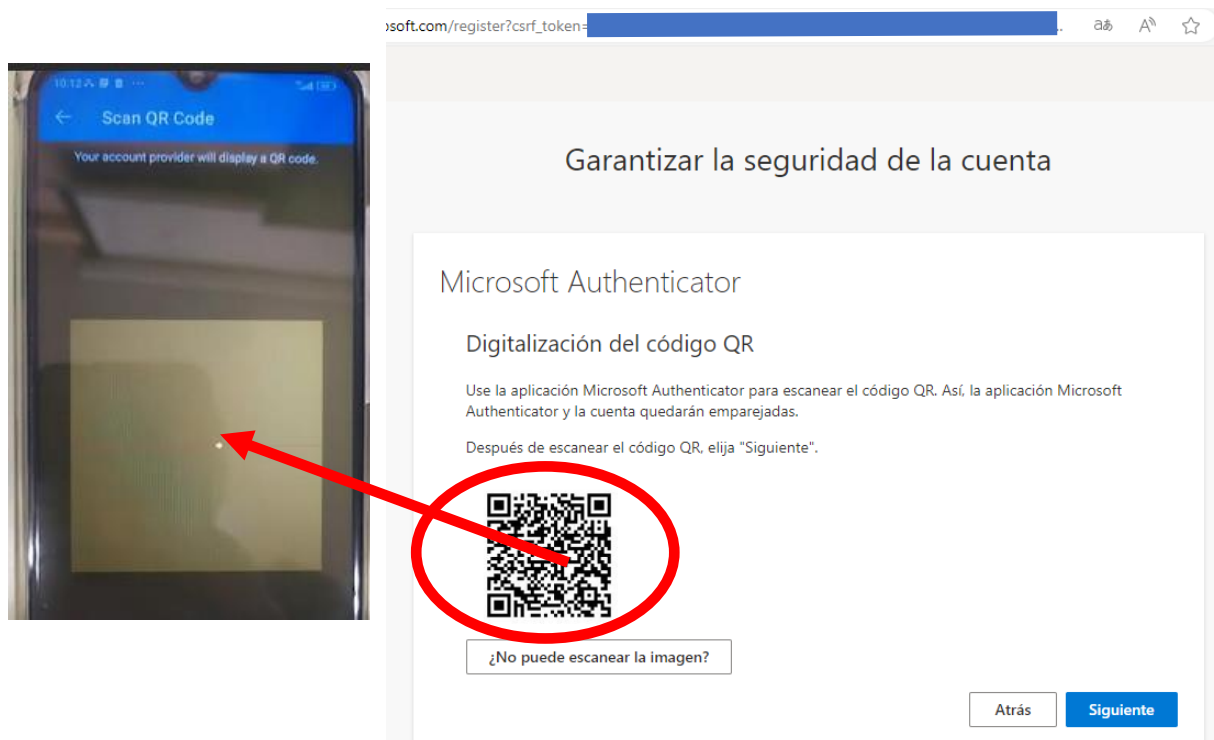 10:12
Scan QR Code
Your account provider will display a QR code.
osoft.com/register?csrf_token=
Garantizar la seguridad de la cuenta
Microsoft Authenticator
Digitalización del código QR
Use la aplicación Microsoft Authenticator para escanear el código QR. Así, la aplicación Microsoft
Authenticator y la cuenta quedarán emparejadas.
Después de escanear el código QR, elija "Siguiente".
¿No puede escanear la imagen?
Atrás
Siguiente